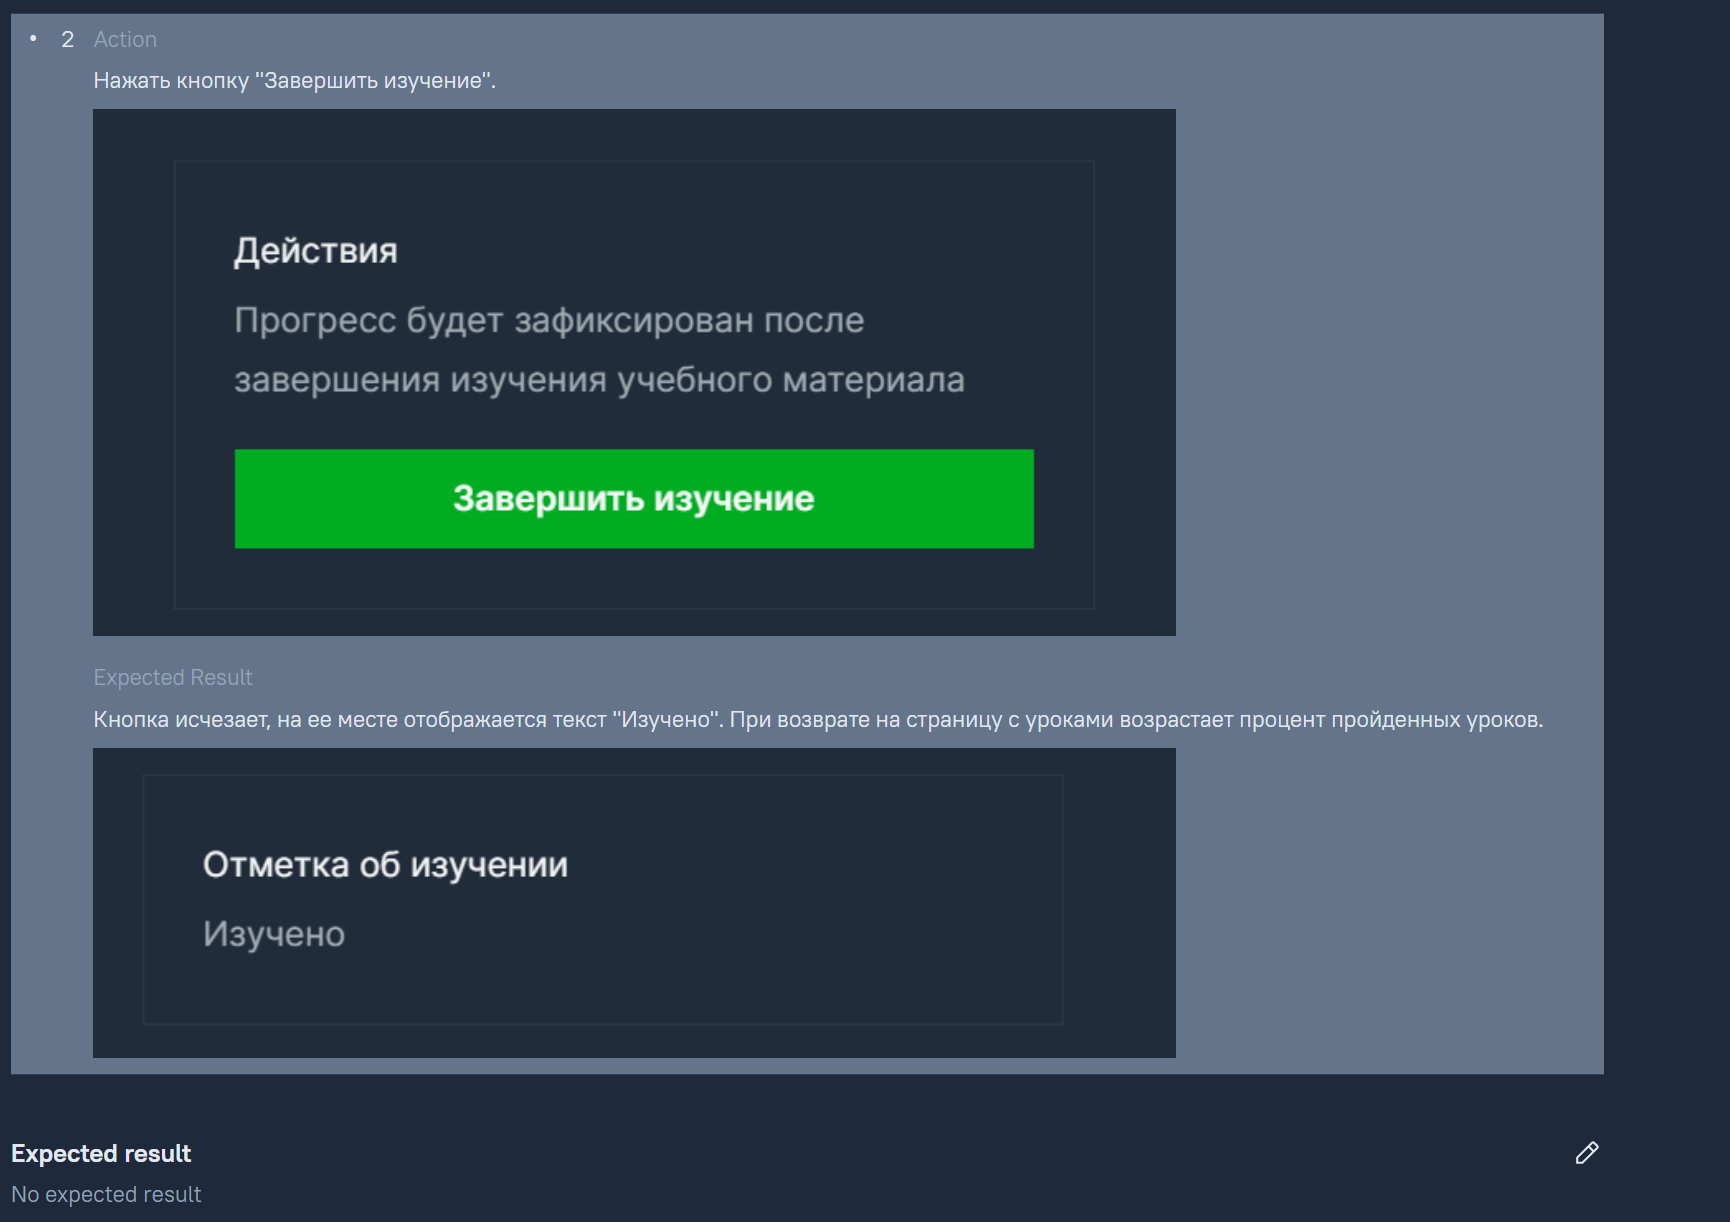 • 2 Action
Нажать кнопку "Завершить изучение".
Действия
Прогресс будет зафиксирован после
завершения изучения учебного материала
Завершить изучение
Expected Result
Кнопка исчезает, на ее месте отображается текст "Изучено". При возврате на страницу с уроками возрастает процент пройденных уроков.
Отметка об изучении
Изучено
Expected result
No expected result